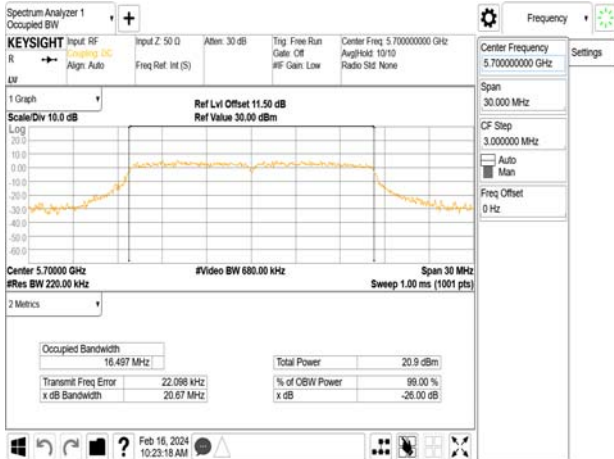 Spectrum Analyzer 1
Occupied BW
Frequency
KEYSIGHT Input: RF
Coupling: DC
Align: Auto
R
LXI
Input Z: 50 Ω
Freq Ref: Int (S)
Atten: 30 dB
Trig: Free Run
Gate: Off
#IF Gain: Low
Center Freq: 5.700000000 GHz
Avg|Hold: 10/10
Radio Std: None
Center Frequency
5.700000000 GHz
Settings
Span
30.000 MHz
CF Step
3.000000 MHz
Auto
Man
Freq Offset
0 Hz
1 Graph
Scale/Div 10.0 dB
Ref Lvl Offset 11.50 dB
Ref Value 30.00 dBm
Log
20.0
10.0
0.00
-10.0
-20.0
-30.0
-40.0
-50.0
-60.0
Center 5.70000 GHz
#Res BW 220.00 kHz
#Video BW 680.00 kHz
Span 30 MHz
Sweep 1.00 ms (1001 pts)
2 Metrics
Occupied Bandwidth
16.497 MHz
Total Power 20.9 dBm
Transmit Freq Error 22.098 kHz
% of OBW Power 99.00 %
x dB Bandwidth 20.67 MHz
x dB -26.00 dB
Feb 16, 2024
10:23:18 AM